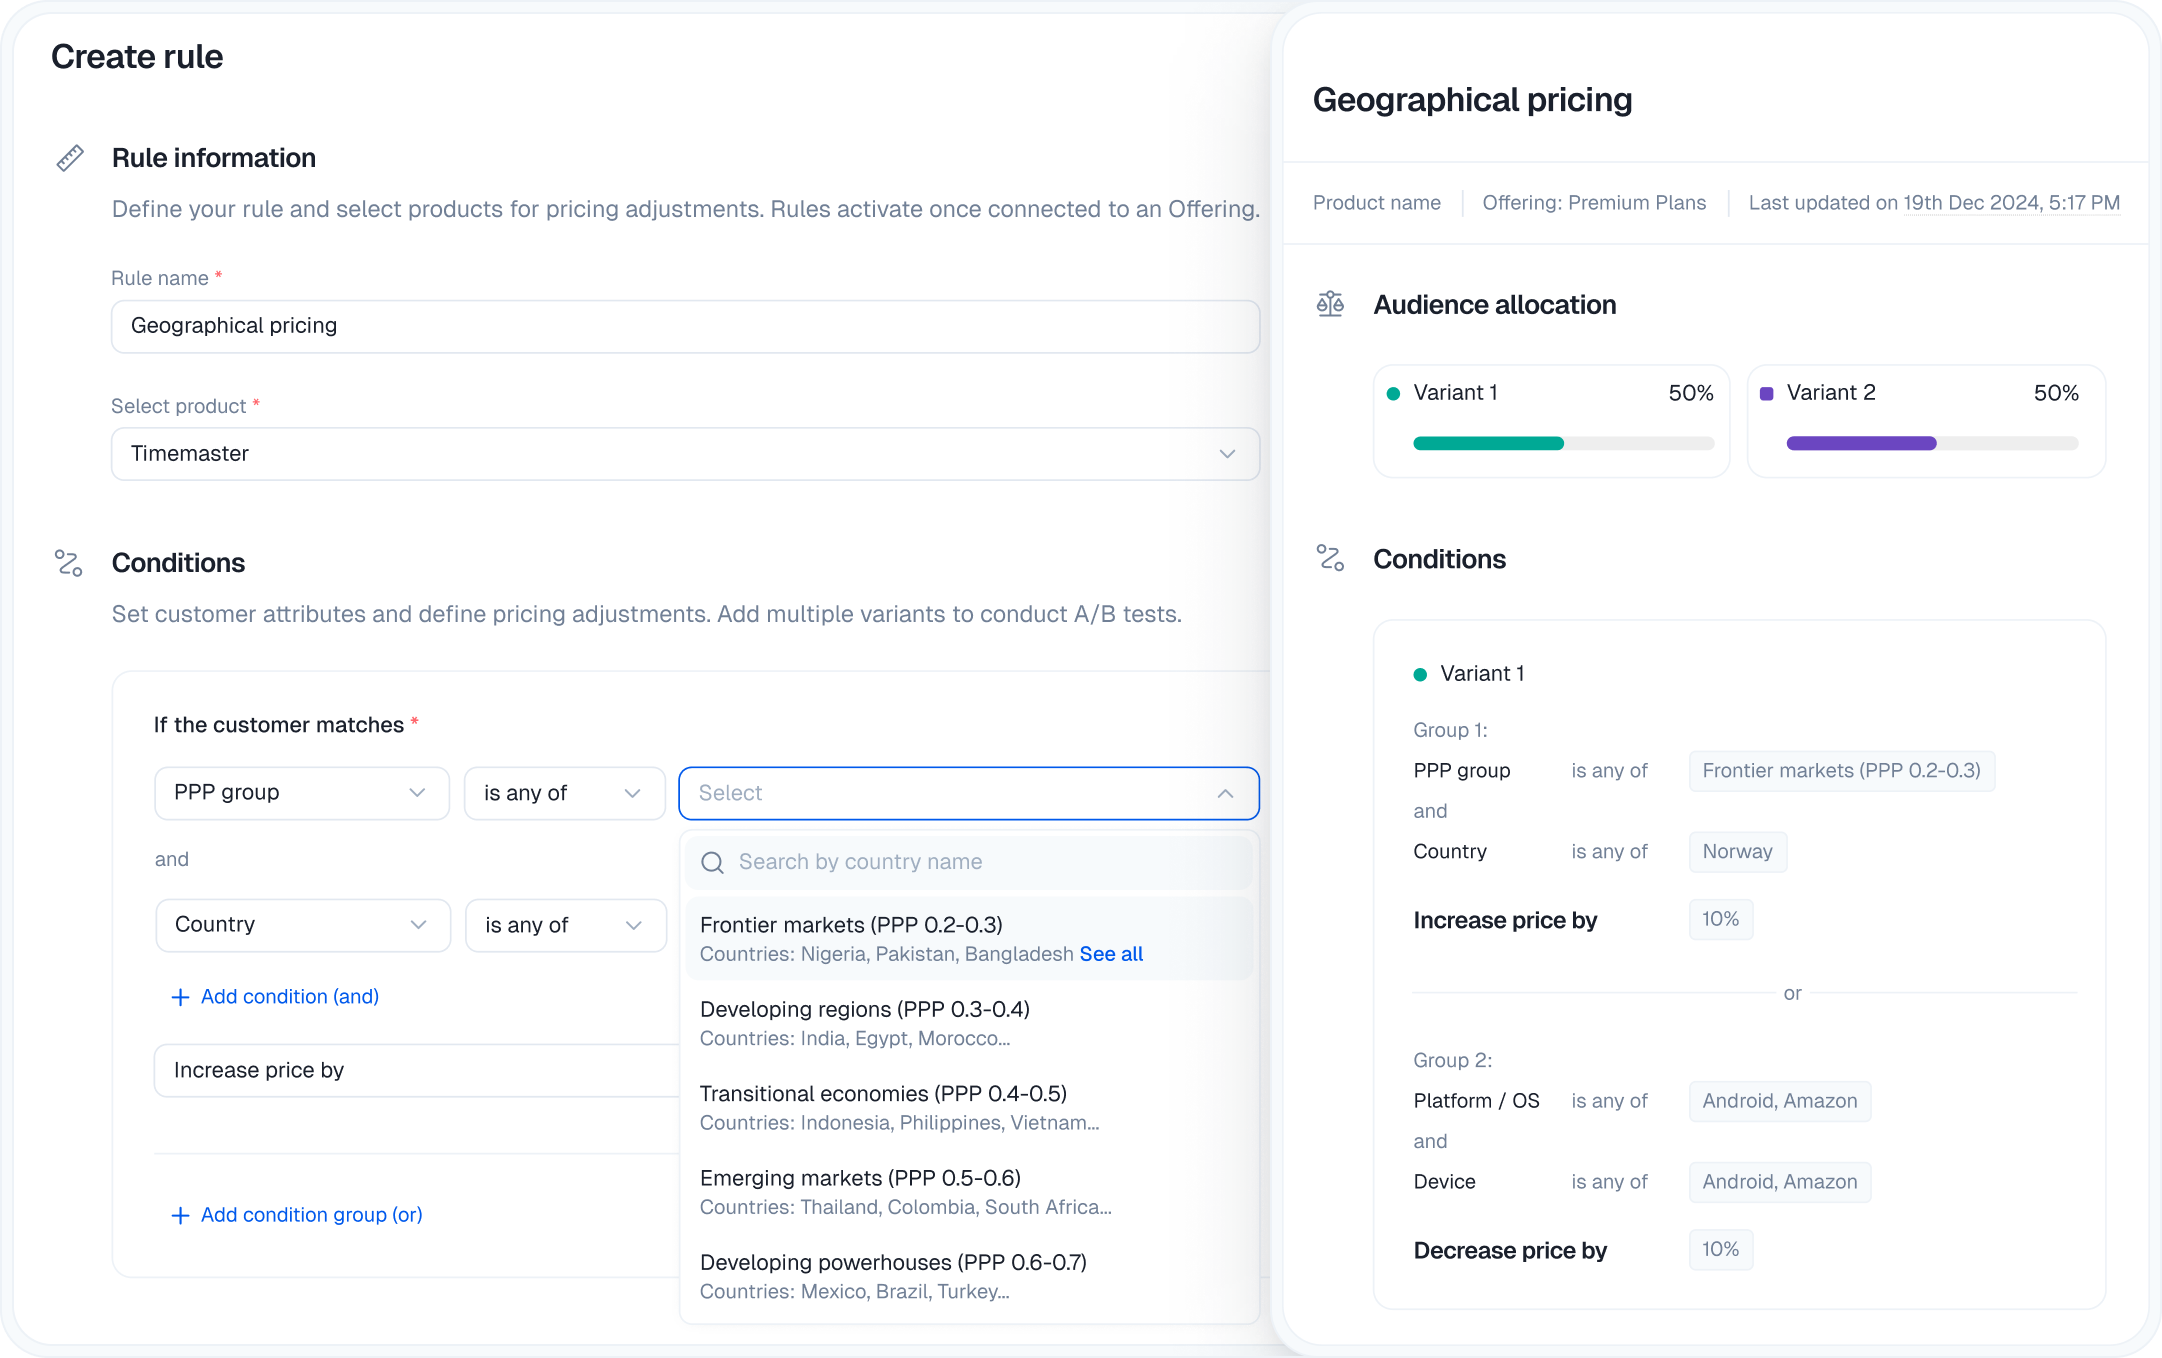 Create rule
Rule information
Define your rule and select products for pricing adjustments. Rules activate once connected to an Offering.
Rule name *
Geographical pricing
Select product *
Timemaster
Conditions
Set customer attributes and define pricing adjustments. Add multiple variants to conduct A/B tests.
If the customer matches *
PPP group
is any of
Select
and
Search by country name
Country
is any of
Frontier markets (PPP 0.2-0.3)
Countries: Nigeria, Pakistan, Bangladesh See all
Add condition (and)
Developing regions (PPP 0.3-0.4)
Countries: India, Egypt, Morocco...
Increase price by
Transitional economies (PPP 0.4-0.5)
Countries: Indonesia, Philippines, Vietnam...
Emerging markets (PPP 0.5-0.6)
Countries: Thailand, Colombia, South Africa...
Add condition group (or)
Developing powerhouses (PPP 0.6-0.7)
Countries: Mexico, Brazil, Turkey...
Geographical pricing
Product name
Offering: Premium Plans
Last updated on 19th Dec 2024, 5:17 PM
Audience allocation
Variant 1 50%
Variant 2 50%
Conditions
Variant 1
Group 1:
PPP group is any of Frontier markets (PPP 0.2-0.3)
and
Country is any of Norway
Increase price by 10%
or
Group 2:
Platform / OS is any of Android, Amazon
and
Device is any of Android, Amazon
Decrease price by 10%